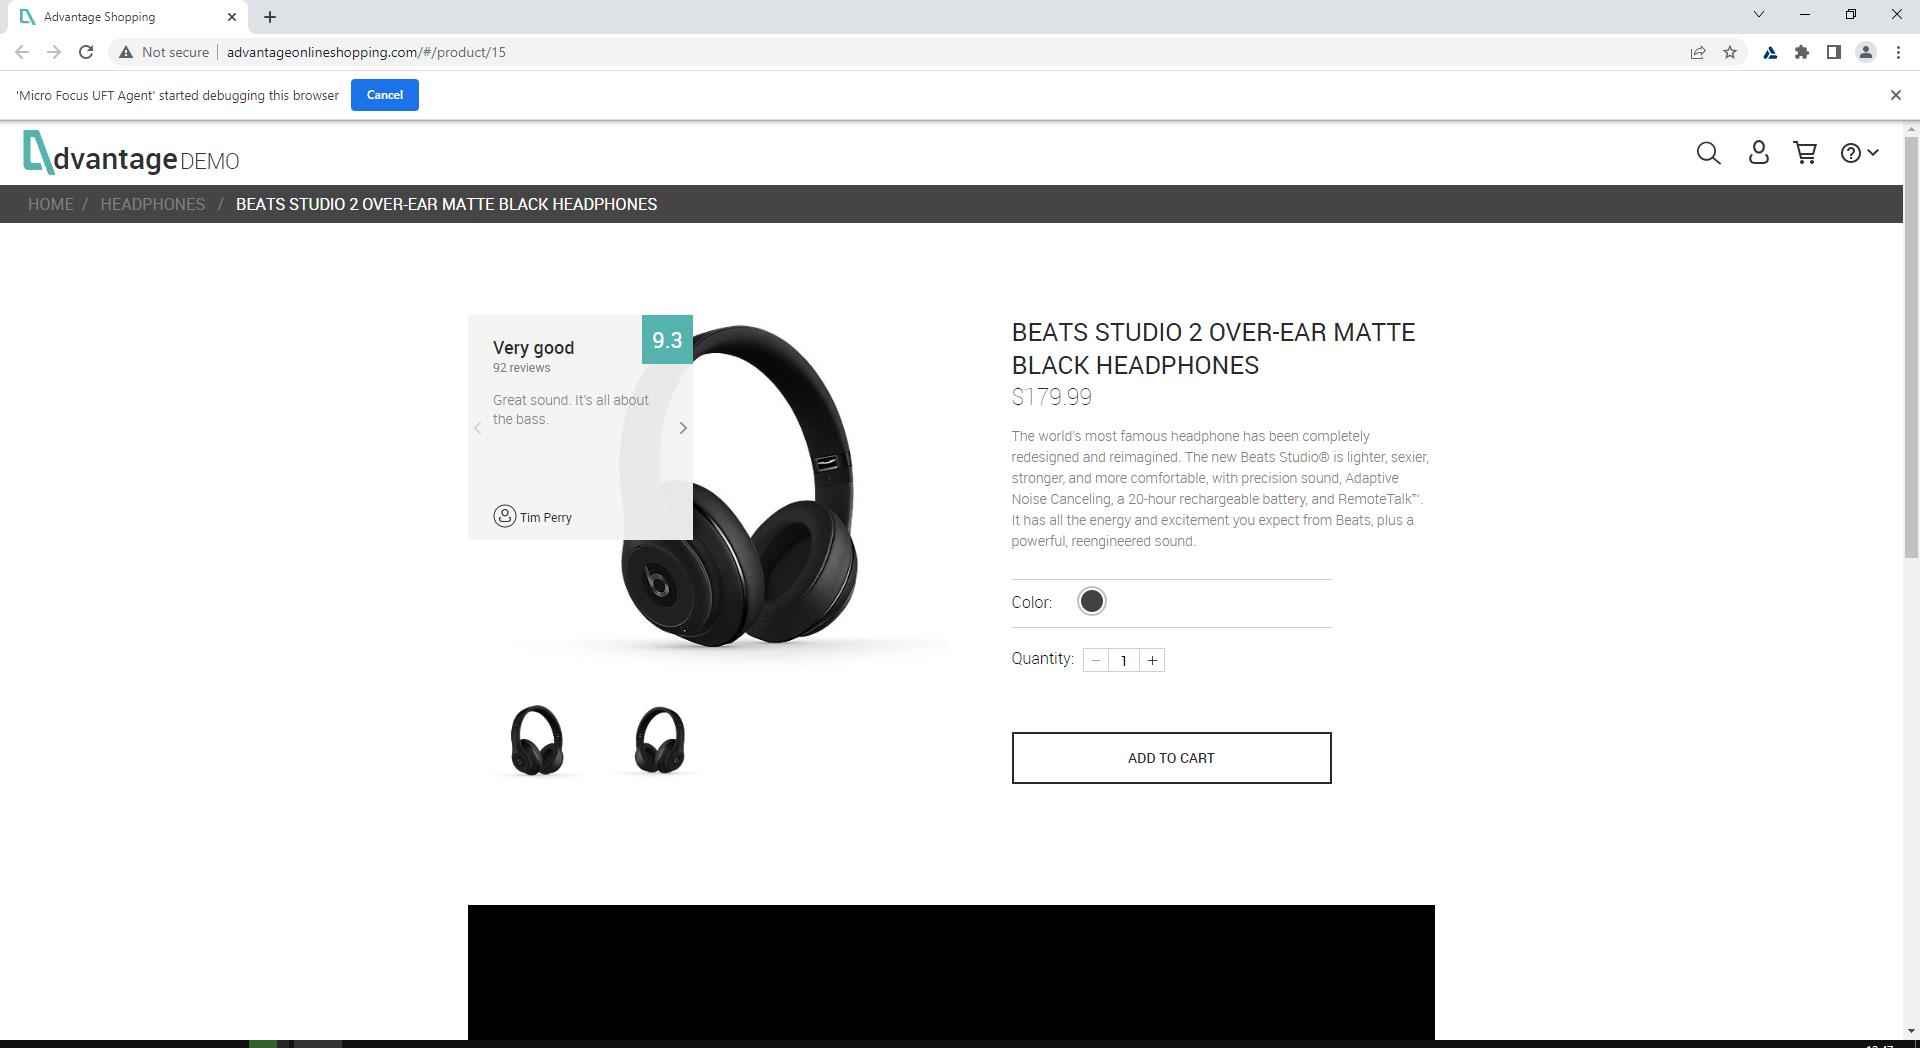 Advantage Shopping
Not secure
advantageonlineshopping.com/#/product/15
'Micro Focus UFT Agent' started debugging this browser
Cancel
dvantage DEMO
HOME / HEADPHONES / BEATS STUDIO 2 OVER-EAR MATTE BLACK HEADPHONES
Very good
9.3
92 reviews
Great sound. It's all about
the bass.
Tim Perry
BEATS STUDIO 2 OVER-EAR MATTE
BLACK HEADPHONES
$179.99
The world's most famous headphone has been completely
redesigned and reimagined. The new Beats Studio® is lighter, sexier,
stronger, and more comfortable, with precision sound, Adaptive
Noise Canceling, a 20-hour rechargeable battery, and RemoteTalk™.
It has all the energy and excitement you expect from Beats, plus a
powerful, reengineered sound.
Color:
Quantity: - 1 +
ADD TO CART